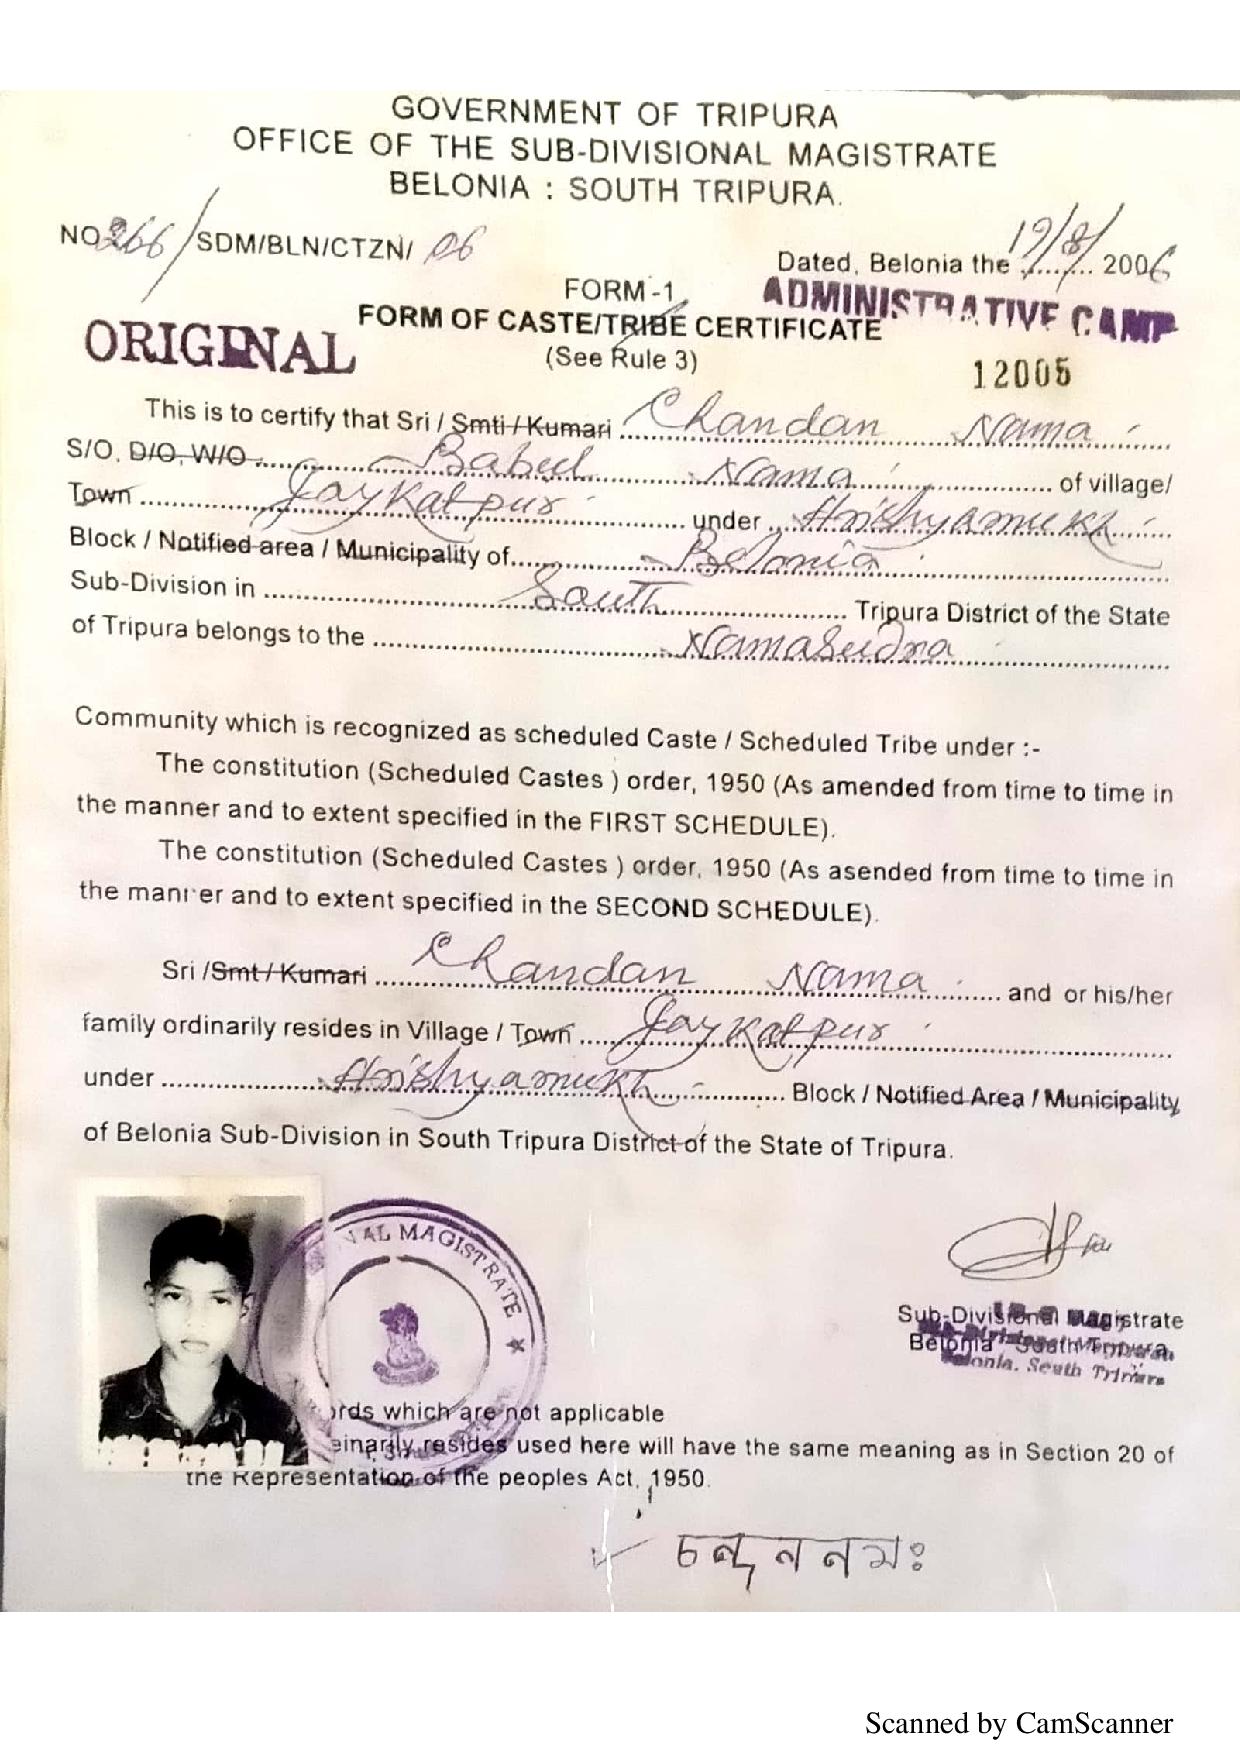 GOVERNMENT OF TRIPURA
OFFICE OF THE SUB-DIVISIONAL MAGISTRATE
BELONIA : SOUTH TRIPURA.
NO 266/SDM/BLN/CTZN/ 06
Dated, Belonia the 19/8/ 2006
FORM -1
ADMINISTRATIVE CAMP
FORM OF CASTE/TRIBE CERTIFICATE
ORIGINAL
(See Rule 3)
12005
This is to certify that Sri / Smti / Kumari Chandan Nama
S/O, D/O, W/O Babul Nama of village/
Town Jaykatpur under Hrishyamukh
Block / Notified area / Municipality of Belonia
Sub-Division in South Tripura District of the State
of Tripura belongs to the Namasudra
Community which is recognized as scheduled Caste / Scheduled Tribe under :-
The constitution (Scheduled Castes ) order, 1950 (As amended from time to time in
the manner and to extent specified in the FIRST SCHEDULE).
The constitution (Scheduled Castes ) order, 1950 (As asended from time to time in
the manner and to extent specified in the SECOND SCHEDULE).
Sri / Smt / Kumari Chandan Nama and or his/her
family ordinarily resides in Village / Town Jaykatpur
under Hrishyamukh Block / Notified Area / Municipality
of Belonia Sub-Division in South Tripura District of the State of Tripura.
NAL MAGISTRATE
Sub-Divisional Magistrate
Belonia South Tripura
Belonia, South Tripura
ords which are not applicable
einarily resides used here will have the same meaning as in Section 20 of
the Representation of the peoples Act, 1950.
চন্দন নমঃ
Scanned by CamScanner